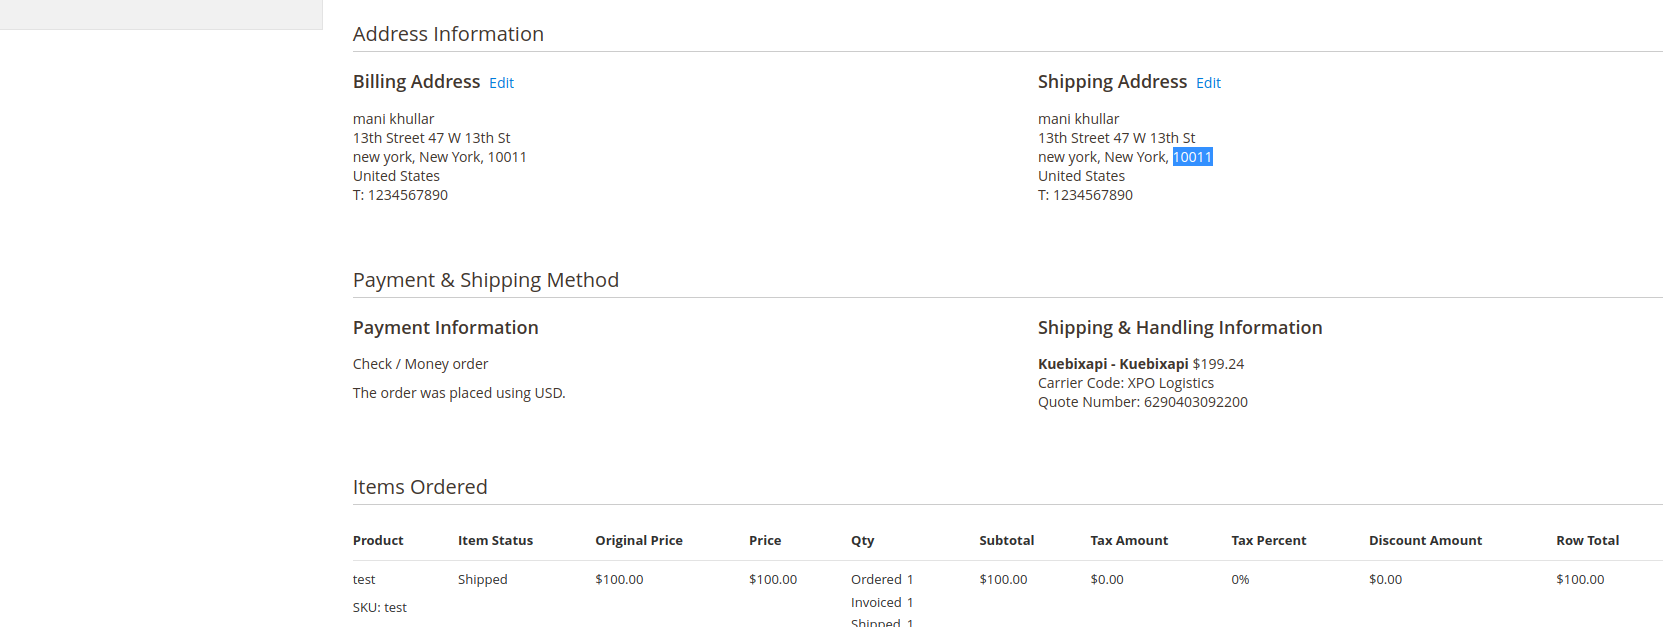 Address Information
Billing Address Edit
mani khullar
13th Street 47 W 13th St
new york, New York, 10011
United States
T: 1234567890
Shipping Address Edit
mani khullar
13th Street 47 W 13th St
new york, New York, 10011
United States
T: 1234567890
Payment & Shipping Method
Payment Information
Check / Money order
The order was placed using USD.
Shipping & Handling Information
Kuebixapi - Kuebixapi $199.24
Carrier Code: XPO Logistics
Quote Number: 6290403092200
Items Ordered
Product Item Status Original Price Price Qty Subtotal Tax Amount Tax Percent Discount Amount Row Total
test Shipped $100.00 $100.00 Ordered 1 $100.00 $0.00 0% $0.00 $100.00
SKU: test Invoiced 1
Shipped 1